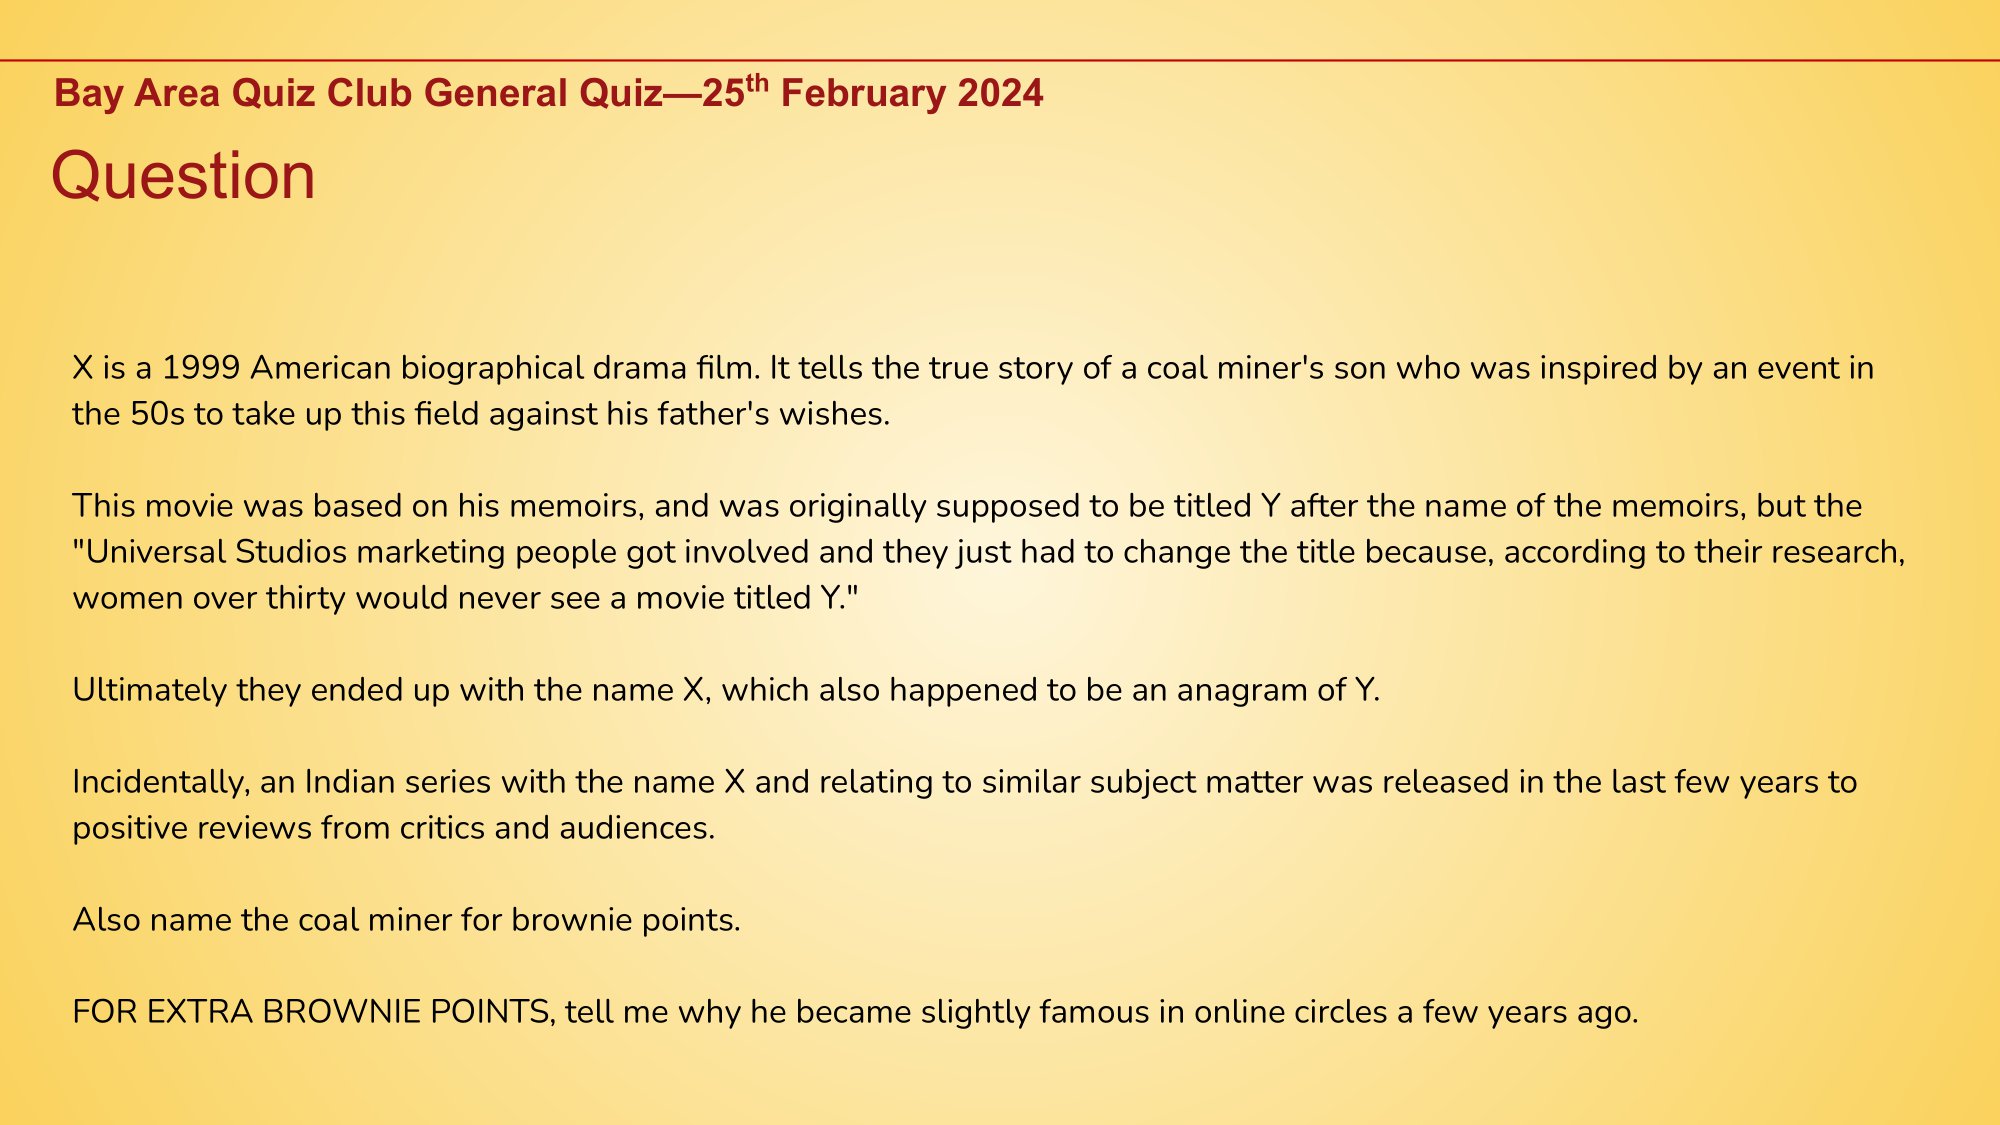 Bay Area Quiz Club General Quiz—25th February 2024
Question
X is a 1999 American biographical drama film. It tells the true story of a coal miner's son who was inspired by an event in
the 50s to take up this field against his father's wishes.
This movie was based on his memoirs, and was originally supposed to be titled Y after the name of the memoirs, but the
"Universal Studios marketing people got involved and they just had to change the title because, according to their research,
women over thirty would never see a movie titled Y."
Ultimately they ended up with the name X, which also happened to be an anagram of Y.
Incidentally, an Indian series with the name X and relating to similar subject matter was released in the last few years to
positive reviews from critics and audiences.
Also name the coal miner for brownie points.
FOR EXTRA BROWNIE POINTS, tell me why he became slightly famous in online circles a few years ago.